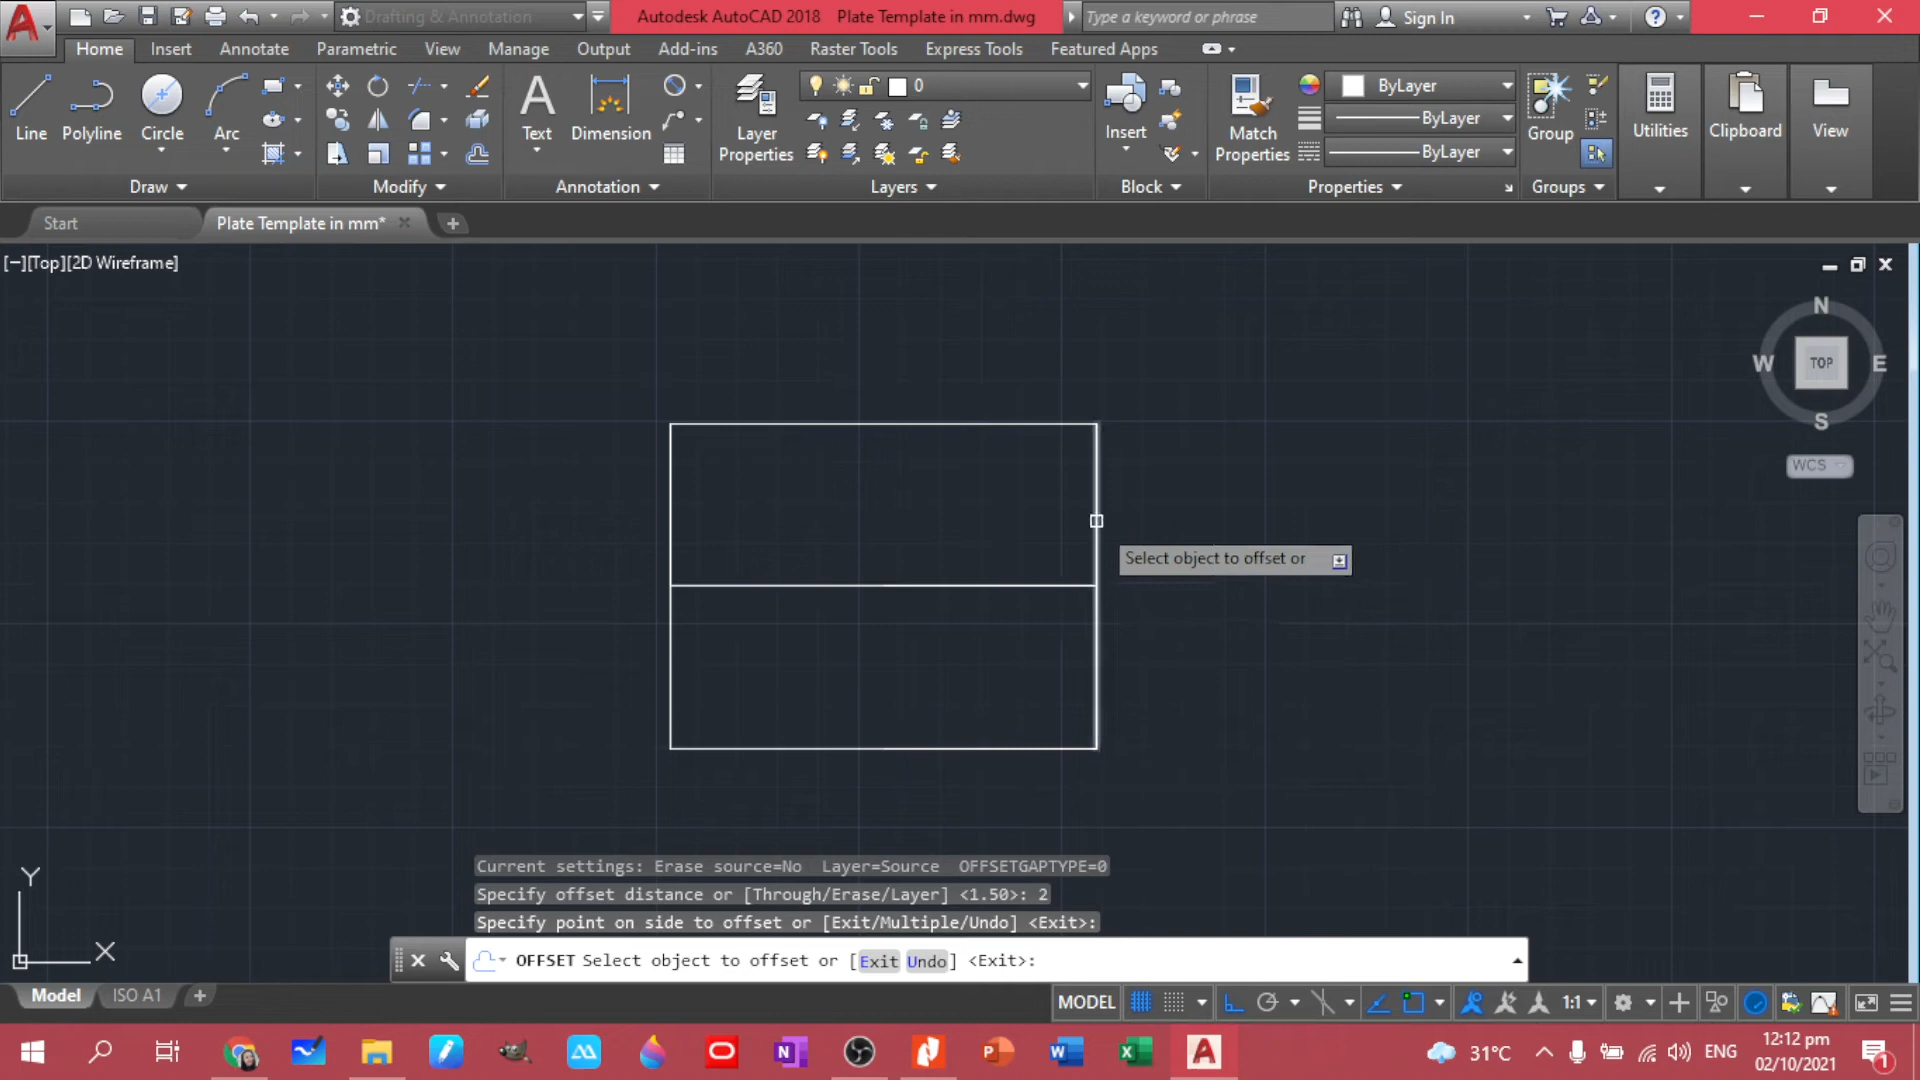 Drafting & Annotation
Autodesk AutoCAD 2018 Plate Template in mm.dwg
Type a keyword or phrase
Sign In
Home Insert Annotate Parametric View Manage Output Add-ins A360 Raster Tools Express Tools Featured Apps
Line Polyline Circle Arc
Draw
Modify
Text Dimension
Annotation
Layer Properties
0
Layers
Insert
Block
Match Properties
ByLayer
ByLayer
ByLayer
Properties
Group
Groups
Utilities
Clipboard
View
Start
Plate Template in mm*
[−][Top][2D Wireframe]
N
W TOP E
S
WCS
Select object to offset or
Y
X
Current settings: Erase source=No Layer=Source OFFSETGAPTYPE=0
Specify offset distance or [Through/Erase/Layer] <1.50>: 2
Specify point on side to offset or [Exit/Multiple/Undo] <Exit>:
OFFSET Select object to offset or [Exit Undo] <Exit>:
Model ISO A1
MODEL
1:1
31°C
ENG
12:12 pm
02/10/2021
1